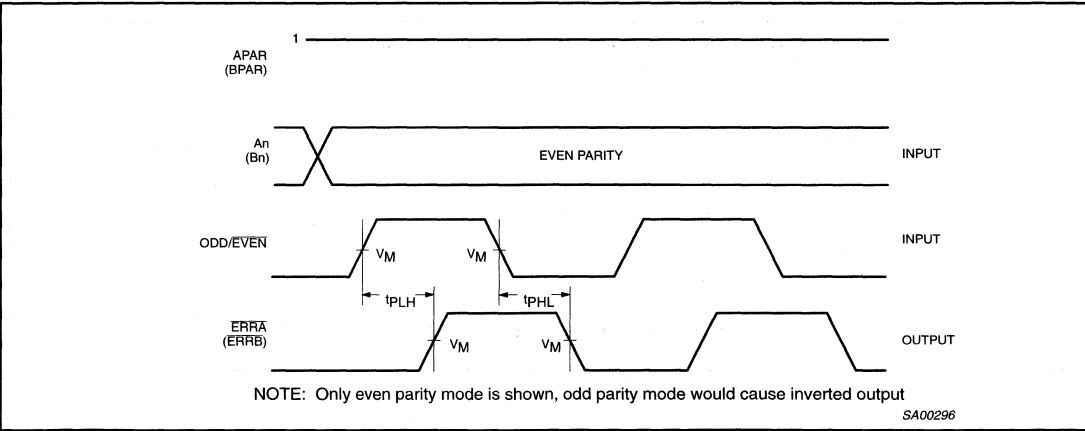 1
APAR
(BPAR)
An
(Bn)
EVEN PARITY
INPUT
ODD/EVEN
VM
VM
INPUT
tPLH
tPHL
ERRA
(ERRB)
VM
VM
OUTPUT
NOTE: Only even parity mode is shown, odd parity mode would cause inverted output
SA00296